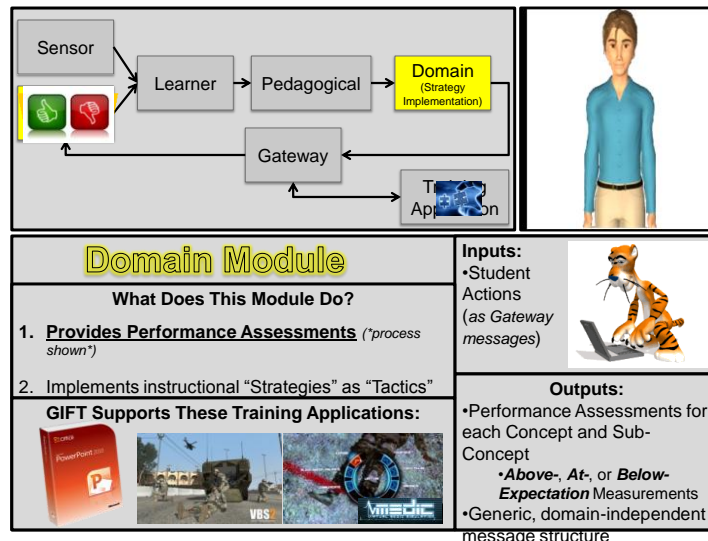 Sensor
Learner
Pedagogical
Domain
(Strategy
Implementation)
Gateway
Domain Module
What Does This Module Do?
1. Provides Performance Assessments (*process
shown*)
2. Implements instructional “Strategies” as “Tactics”
GIFT Supports These Training Applications:
Office
PowerPoint 2010
VBS2
vmedic
Inputs:
•Student
Actions
(as Gateway
messages)
Outputs:
•Performance Assessments for
each Concept and Sub-
Concept
•Above-, At-, or Below-
Expectation Measurements
•Generic, domain-independent
message structure